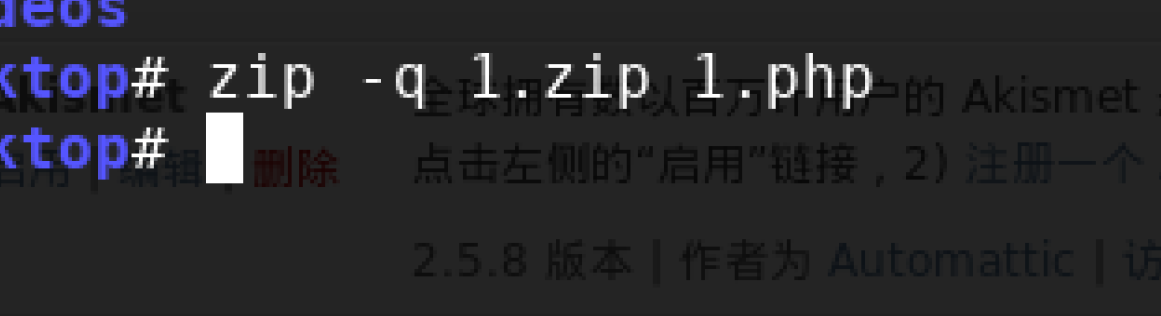 deos
ktop# zip -q 1.zip 1.php
Akismet 全球拥有数以百万计用户的 Akismet
ktop#
启用 | 编辑 | 删除 点击左侧的“启用”链接，2) 注册一个
2.5.8 版本 | 作者为 Automattic | 访